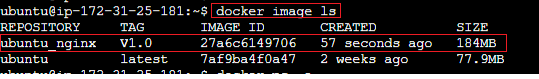 ubuntu@ip-172-31-25-181:~$ docker image ls
REPOSITORY TAG IMAGE ID CREATED SIZE
ubuntu_nginx V1.0 27a6c6149706 57 seconds ago 184MB
ubuntu latest 7af9ba4f0a47 2 weeks ago 77.9MB